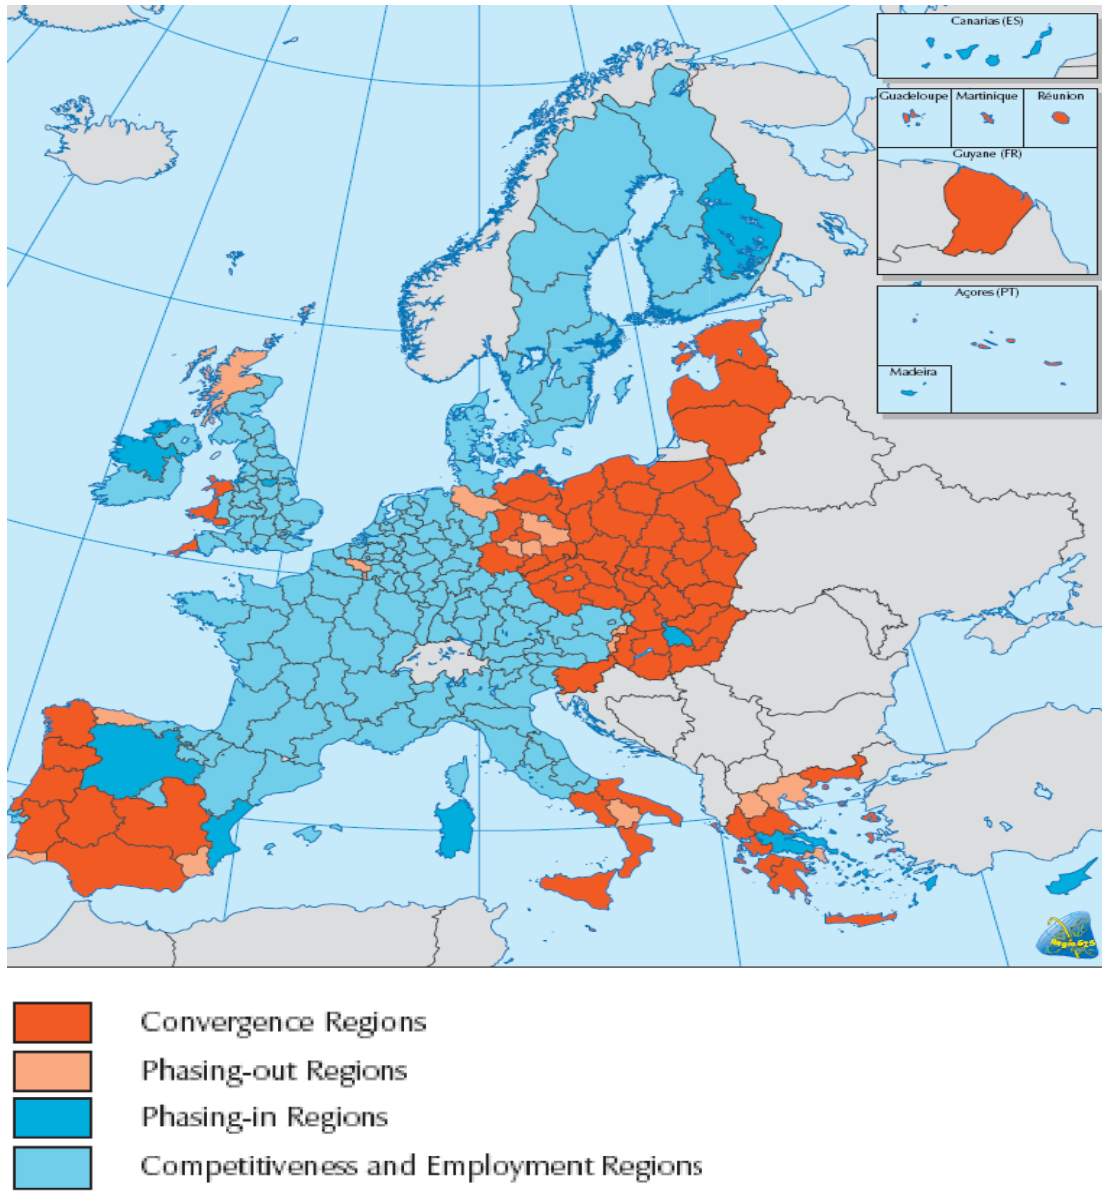 Canarias (ES)
Guadeloupe Martinique Réunion
Guyane (FR)
Açores (PT)
Madeira
RegioGIS
Convergence Regions
Phasing-out Regions
Phasing-in Regions
Competitiveness and Employment Regions